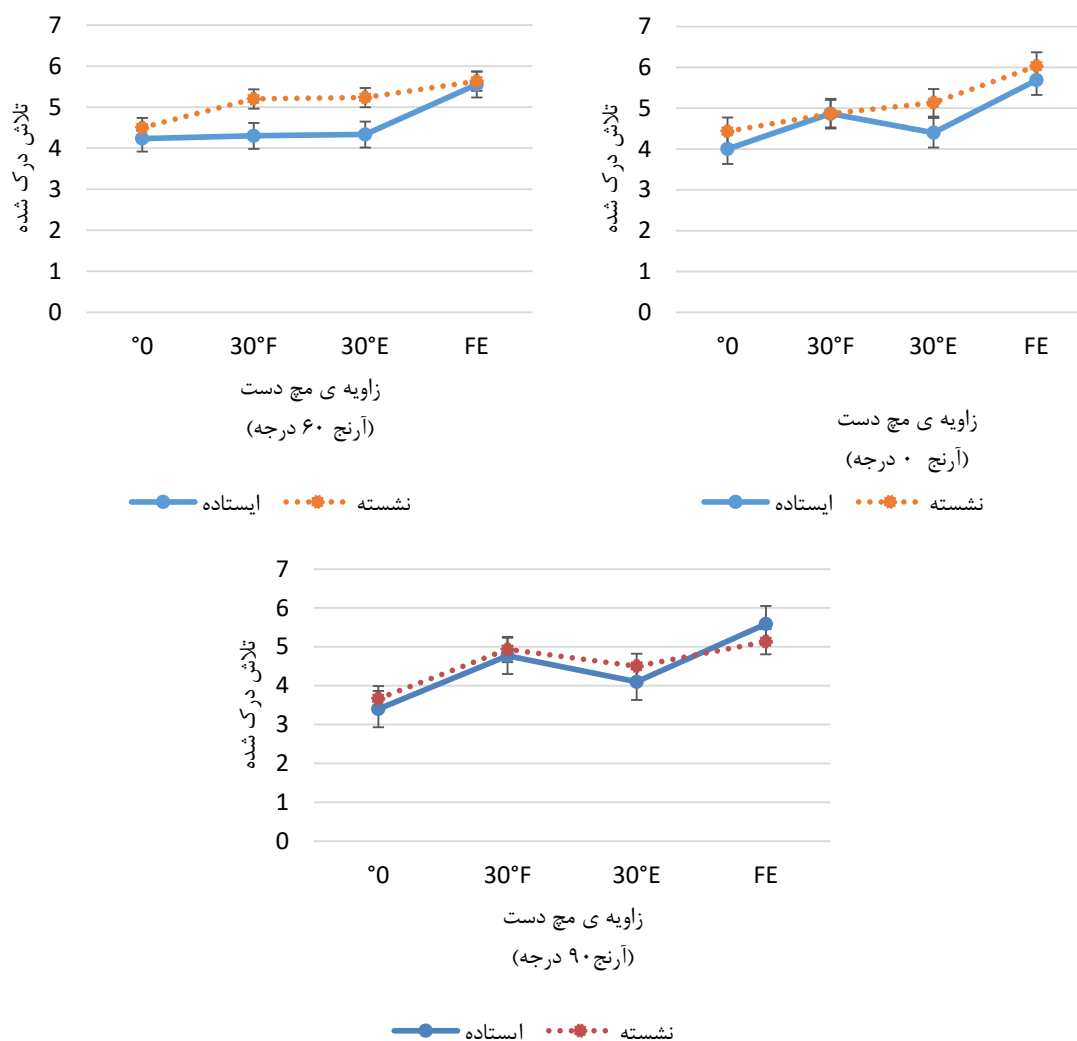 7
6
5
4
3
2
1
0
تلاش درک شده
°0
30°F
30°E
FE
زاویه ی مچ دست
(آرنج ۶۰ درجه)
ایستاده
نشسته
7
6
5
4
3
2
1
0
تلاش درک شده
°0
30°F
30°E
FE
زاویه ی مچ دست
(آرنج ۰ درجه)
ایستاده
نشسته
7
6
5
4
3
2
1
0
تلاش درک شده
°0
30°F
30°E
FE
زاویه ی مچ دست
(آرنج۹۰ درجه)
ایستاده
نشسته